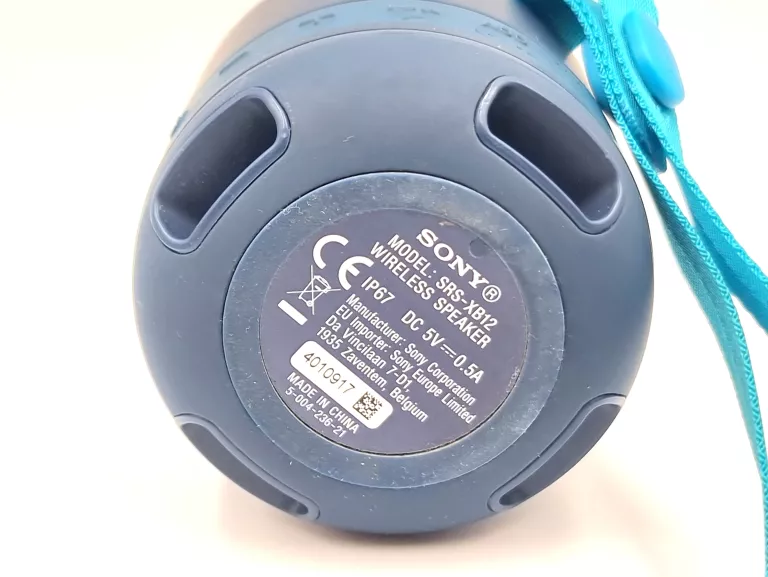 SONY®
MODEL: SRS-XB12
WIRELESS SPEAKER
CE IP67 DC 5V⎓0.5A
Manufacturer: Sony Corporation
EU Importer: Sony Europe Limited
Da Vincilaan 7-D1,
1935 Zaventem, Belgium
4010917
MADE IN CHINA
5-004-236-21